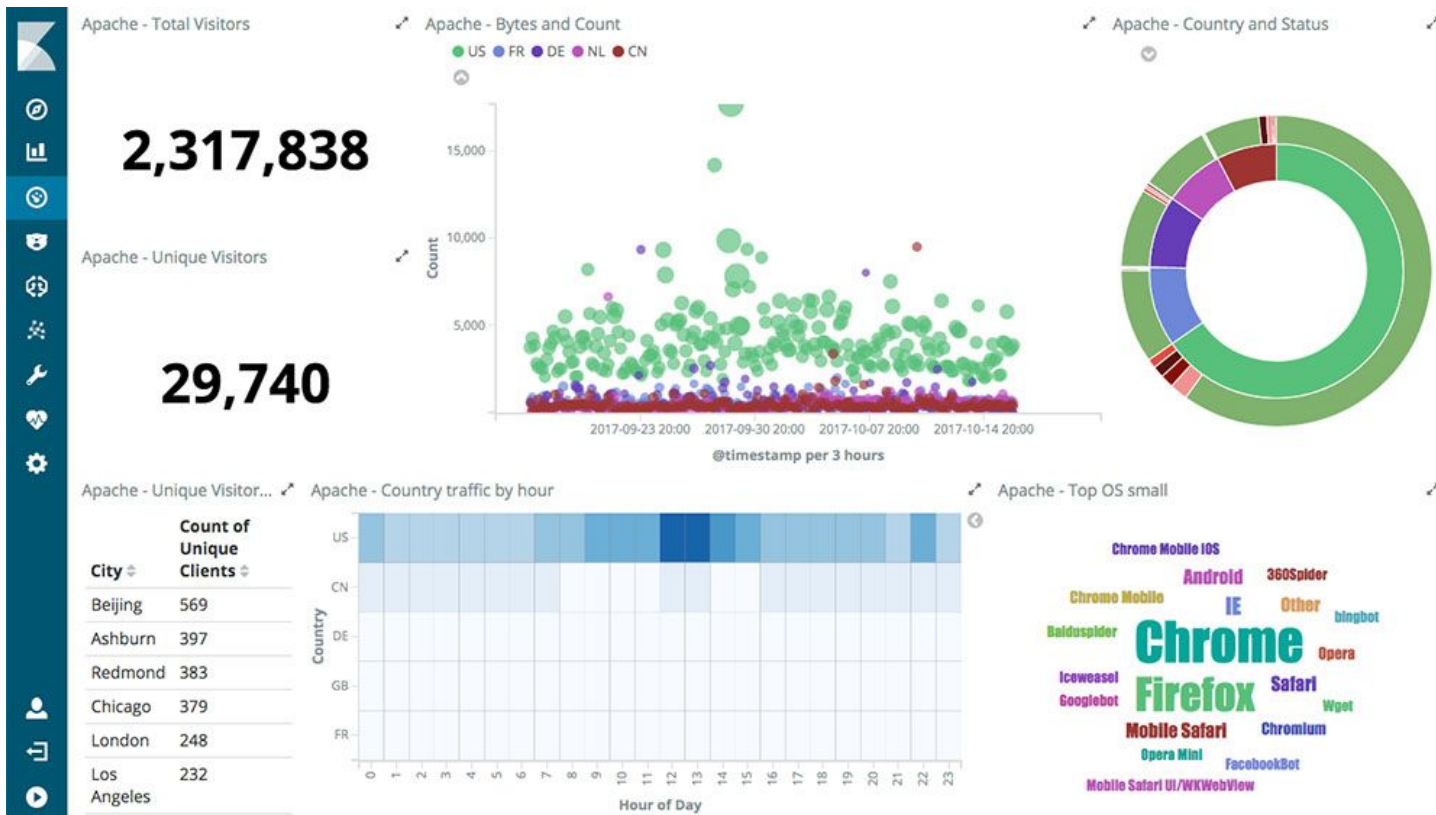 Apache - Total Visitors
2,317,838
Apache - Unique Visitors
29,740
Apache - Bytes and Count
US FR DE NL CN
Count
15,000
10,000
5,000
2017-09-23 20:00 2017-09-30 20:00 2017-10-07 20:00 2017-10-14 20:00
@timestamp per 3 hours
Apache - Country and Status
Apache - Unique Visitor...
City Count of
Unique
Clients
Beijing 569
Ashburn 397
Redmond 383
Chicago 379
London 248
Los 232
Angeles
Apache - Country traffic by hour
Country
US
CN
DE
GB
FR
0 1 2 3 4 5 6 7 8 9 10 11 12 13 14 15 16 17 18 19 20 21 22 23
Hour of Day
Apache - Top OS small
Chrome Mobile iOS
Android 360Spider
Chrome Mobile IE Other bingbot
Baiduspider Chrome Opera
Iceweasel Safari
Googlebot Firefox Wget
Mobile Safari Chromium
Opera Mini FacebookBot
Mobile Safari UI/WKWebView